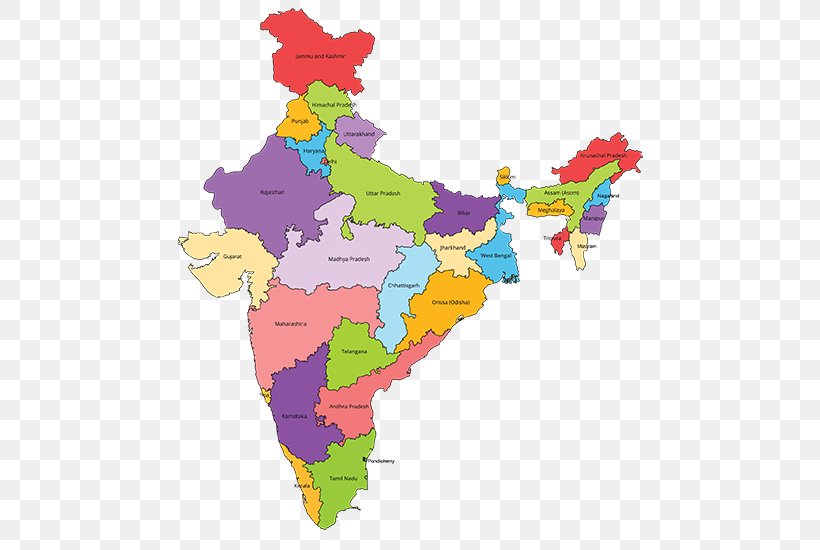 Jammu and Kashmir
Himachal Pradesh
Punjab
Uttarakhand
Haryana
Delhi
Rajasthan
Uttar Pradesh
Bihar
Sikkim
Arunachal Pradesh
Assam (Asom)
Nagaland
Meghalaya
Manipur
Tripura
Mizoram
Gujarat
Madhya Pradesh
Jharkhand
West Bengal
Chhattisgarh
Orissa (Odisha)
Maharashtra
Telangana
Andhra Pradesh
Karnataka
Pondicherry
Tamil Nadu
Kerala